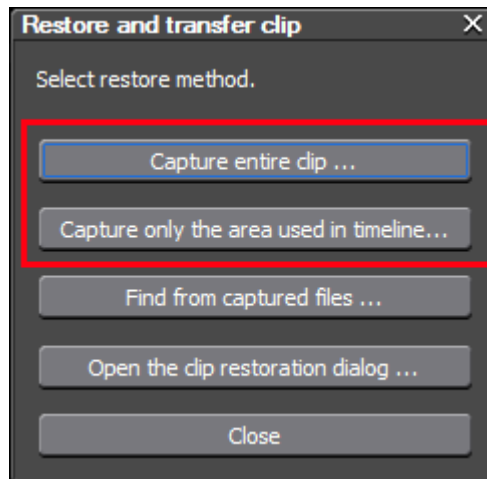 Restore and transfer clip
Select restore method.
Capture entire clip ...
Capture only the area used in timeline...
Find from captured files ...
Open the clip restoration dialog ...
Close